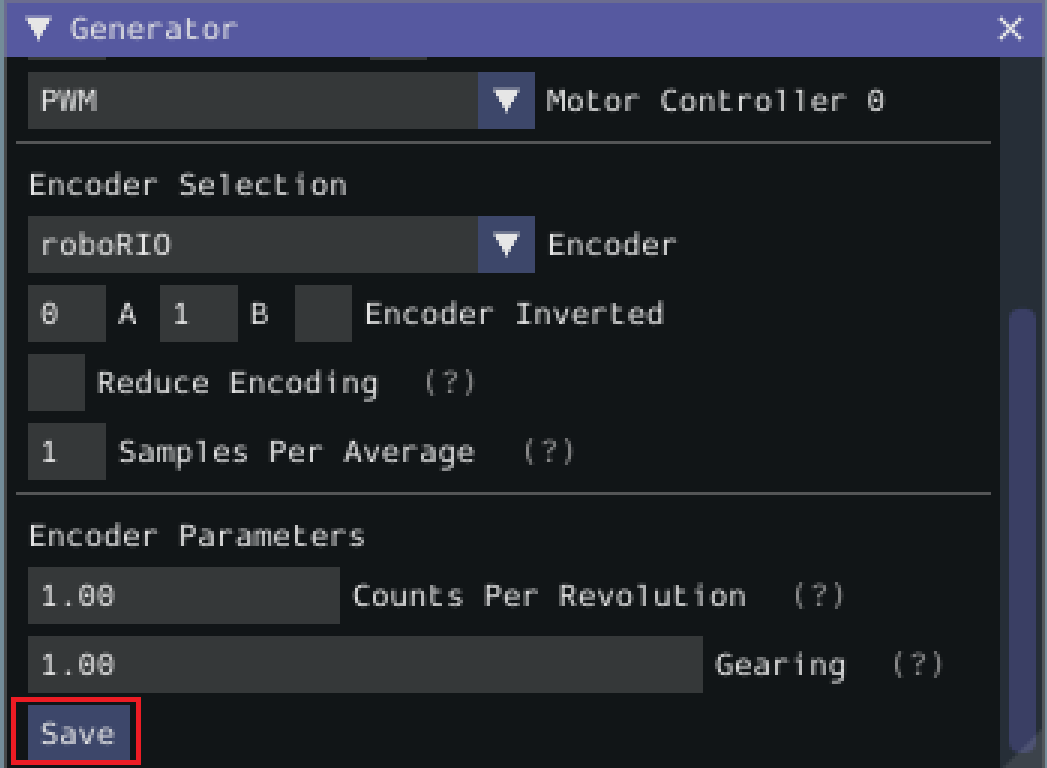 Generator
PWM Motor Controller 0
Encoder Selection
roboRIO Encoder
0 A 1 B Encoder Inverted
Reduce Encoding (?)
1 Samples Per Average (?)
Encoder Parameters
1.00 Counts Per Revolution (?)
1.00 Gearing (?)
Save